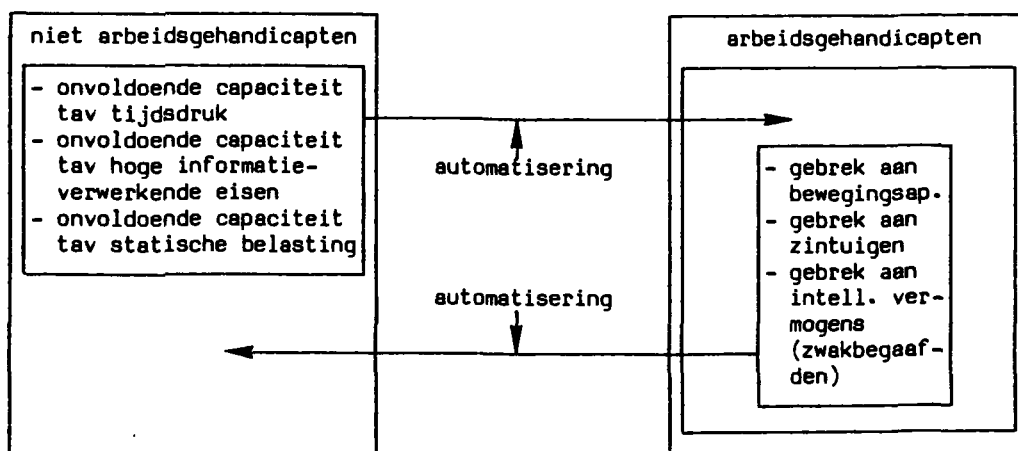 niet arbeidsgehandicapten
- onvoldoende capaciteit
tav tijdsdruk
- onvoldoende capaciteit
tav hoge informatie-
verwerkende eisen
- onvoldoende capaciteit
tav statische belasting
automatisering
automatisering
arbeidsgehandicapten
- gebrek aan
bewegingsap.
- gebrek aan
zintuigen
- gebrek aan
intell. ver-
mogens
(zwakbegaaf-
den)